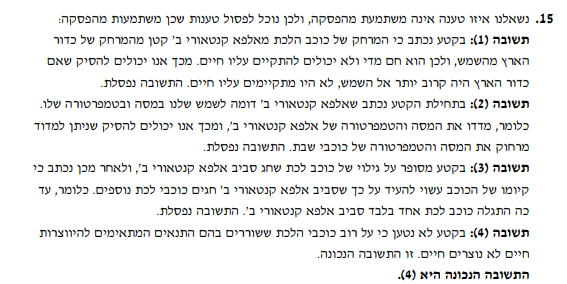 15. נשאלנו איזו טענה אינה משתמעת מהפסקה, ולכן נוכל לפסול טענות שכן משתמעות מהפסקה:
תשובה (1): בקטע נכתב כי המרחק של כוכב הלכת מאלפא קנטאורי ב' קטן מהמרחק של כדור
הארץ מהשמש, ולכן הוא חם מדי ולא יכולים להתקיים עליו חיים. מכך אנו יכולים להסיק שאם
כדור הארץ היה קרוב יותר אל השמש, לא היו מתקיימים עליו חיים. התשובה נפסלת.
תשובה (2): בתחילת הקטע נכתב שאלפא קנטאורי ב' דומה לשמש שלנו במסה ובטמפרטורה שלו.
כלומר, מדדו את המסה והטמפרטורה של אלפא קנטאורי ב', ומכך אנו יכולים להסיק שניתן למדוד
מרחוק את המסה והטמפרטורה של כוכבי שבת. התשובה נפסלת.
תשובה (3): בקטע מסופר על גילוי של כוכב לכת שחג סביב אלפא קנטאורי ב', ולאחר מכן נכתב כי
קיומו של הכוכב עשוי להעיד על כך שסביב אלפא קנטאורי ב' חגים כוכבי לכת נוספים. כלומר, עד
כה התגלה כוכב לכת אחד בלבד סביב אלפא קנטאורי ב'. התשובה נפסלת.
תשובה (4): בקטע לא נטען כי על רוב כוכבי הלכת ששוררים בהם התנאים המתאימים להיווצרות
חיים לא נוצרים חיים. זו התשובה הנכונה.
התשובה הנכונה היא (4).